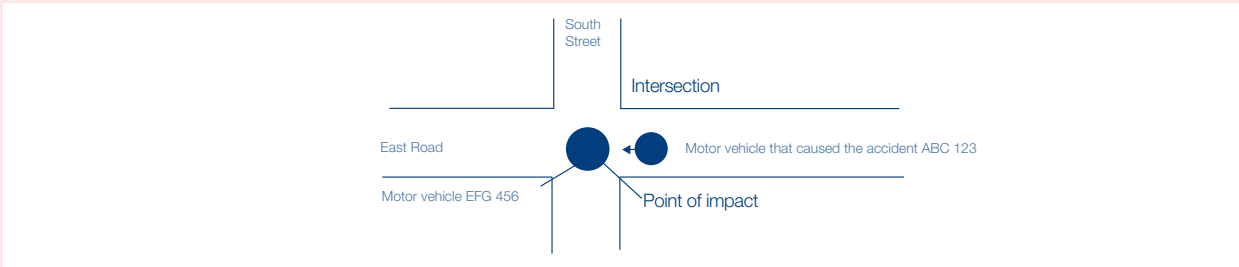 South
Street
Intersection
East Road
Motor vehicle that caused the accident ABC 123
Motor vehicle EFG 456
Point of impact